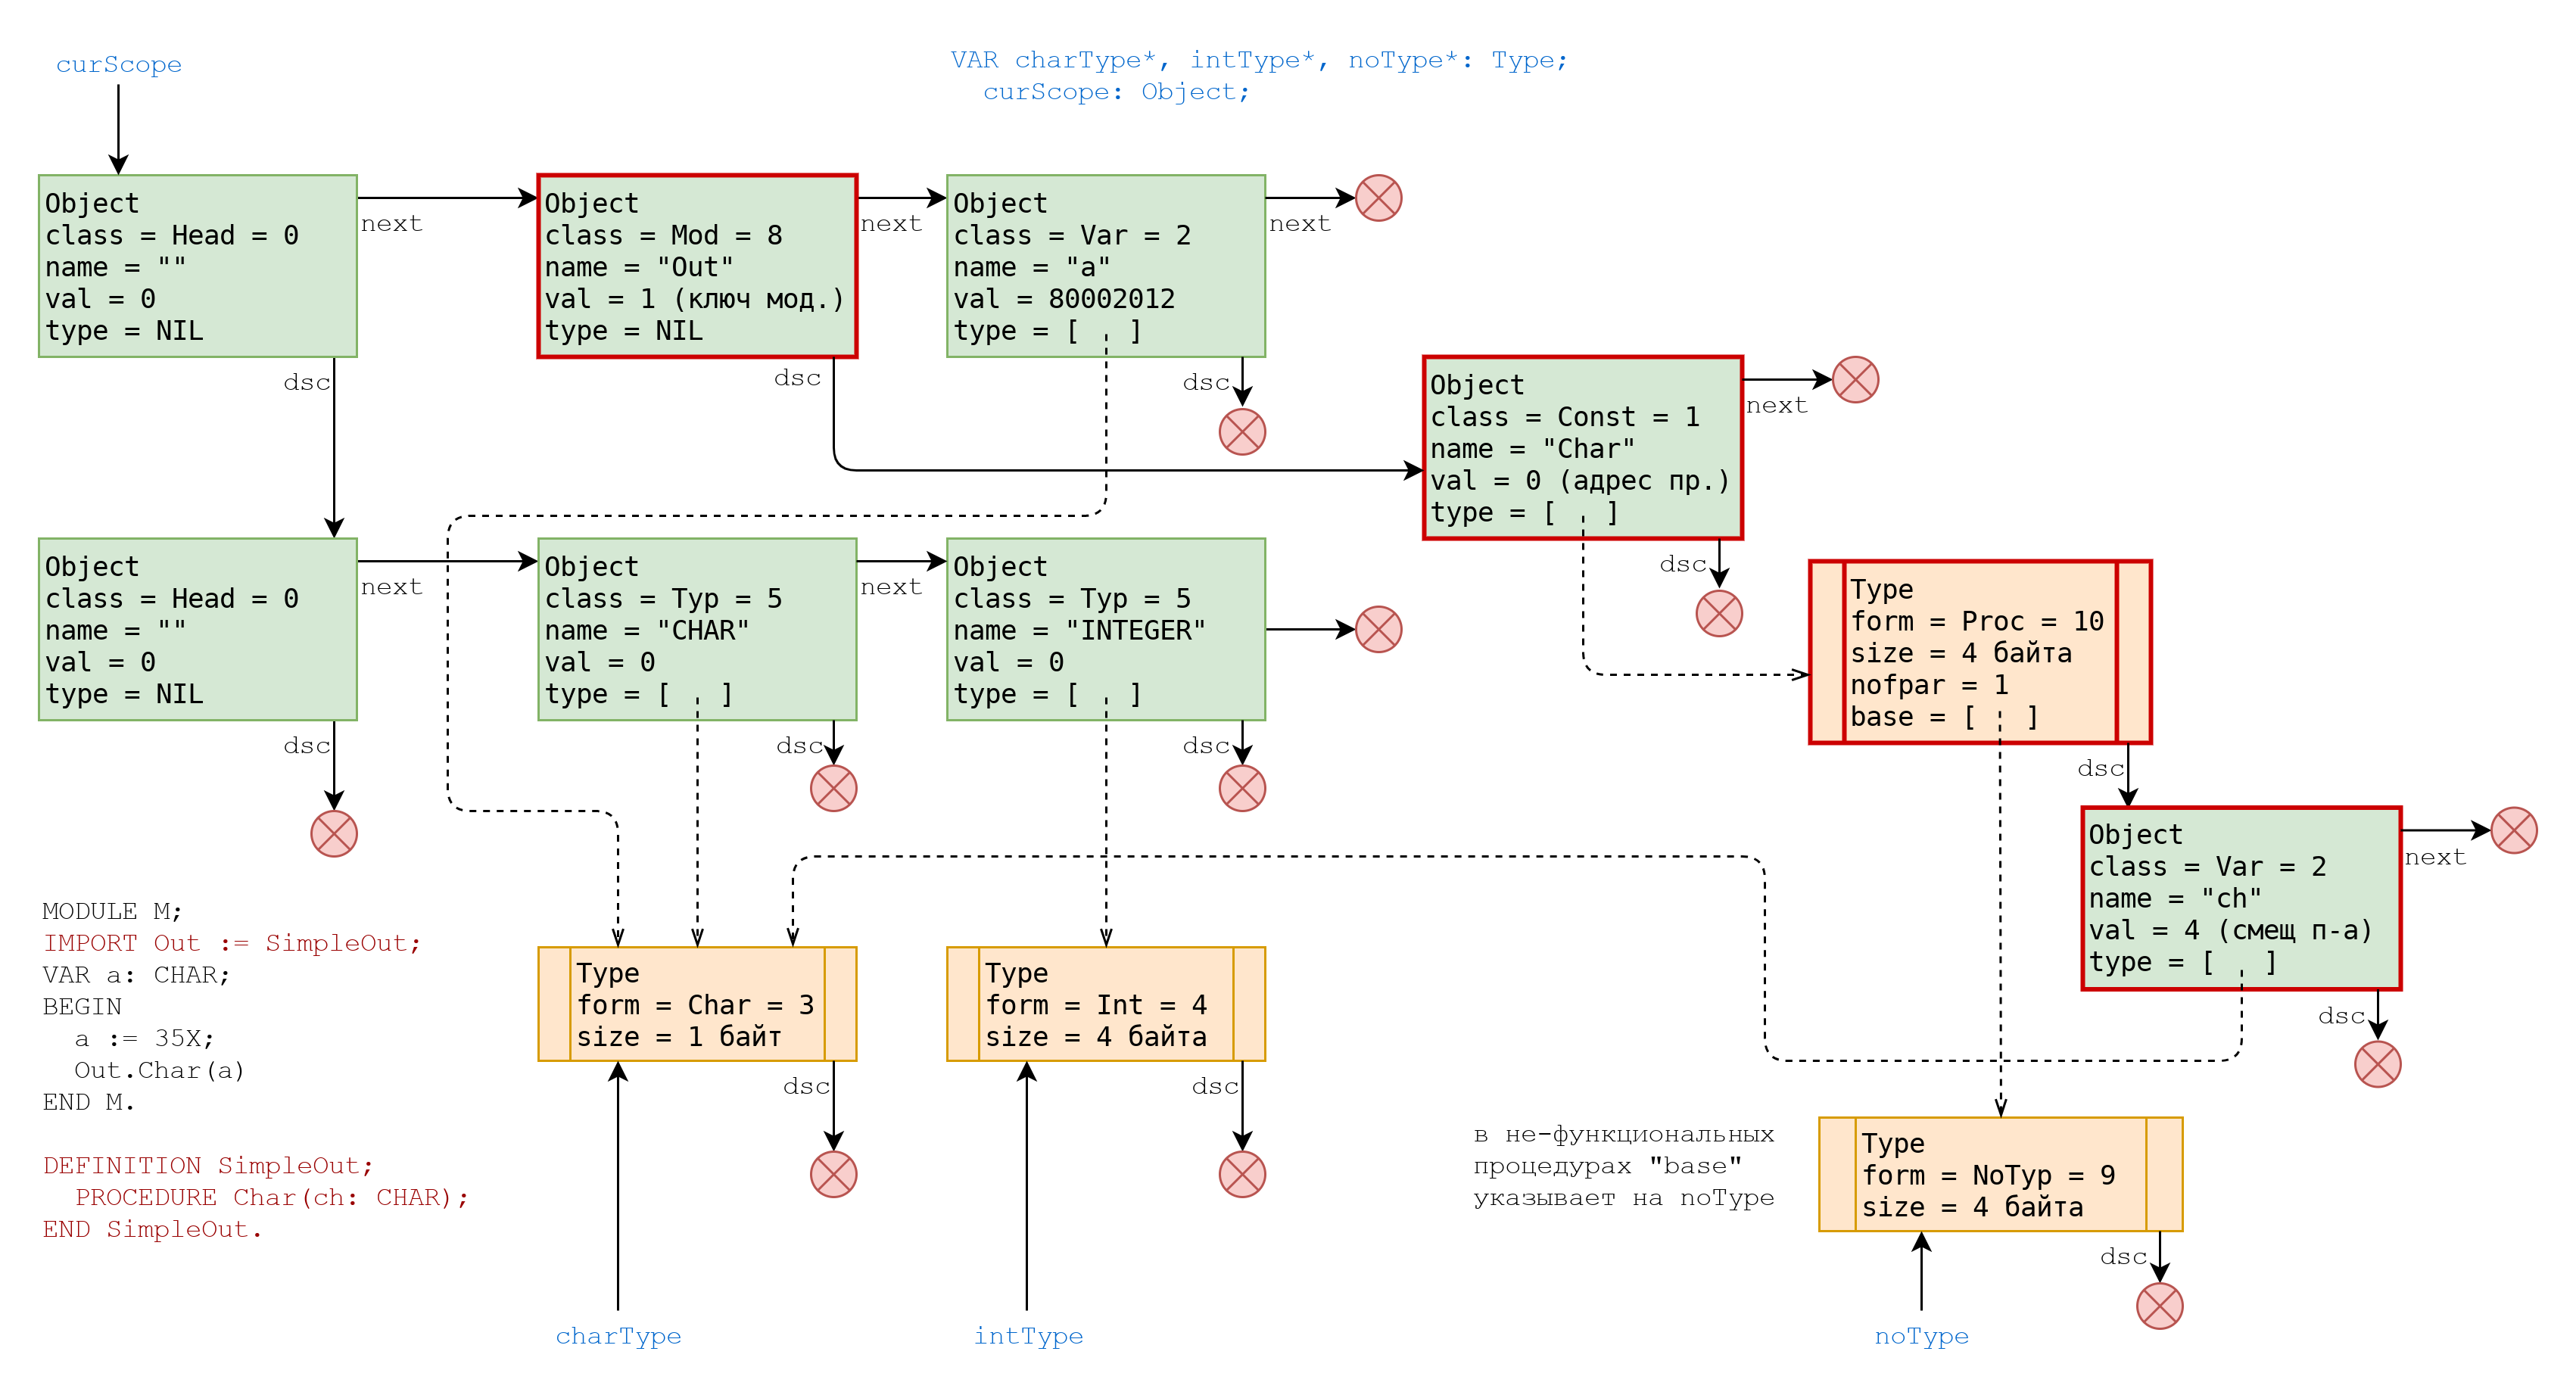 curScope
VAR charType*, intType*, noType*: Type;
curScope: Object;
Object
class = Head = 0
name = ""
val = 0
type = NIL
next
dsc
Object
class = Mod = 8
name = "Out"
val = 1 (ключ мод.)
type = NIL
next
dsc
Object
class = Var = 2
name = "a"
val = 80002012
type = [ ]
next
dsc
Object
class = Const = 1
name = "Char"
val = 0 (адрес пр.)
type = [ ]
next
dsc
Object
class = Head = 0
name = ""
val = 0
type = NIL
next
dsc
Object
class = Typ = 5
name = "CHAR"
val = 0
type = [ ]
next
dsc
Object
class = Typ = 5
name = "INTEGER"
val = 0
type = [ ]
dsc
Type
form = Proc = 10
size = 4 байта
nofpar = 1
base = [ ]
dsc
Object
class = Var = 2
name = "ch"
val = 4 (смещ п-а)
type = [ ]
next
dsc
MODULE M;
IMPORT Out := SimpleOut;
VAR a: CHAR;
BEGIN
a := 35X;
Out.Char(a)
END M.
DEFINITION SimpleOut;
PROCEDURE Char(ch: CHAR);
END SimpleOut.
Type
form = Char = 3
size = 1 байт
dsc
Type
form = Int = 4
size = 4 байта
dsc
в не-функциональных
процедурах "base"
указывает на noType
Type
form = NoTyp = 9
size = 4 байта
dsc
charType
intType
noType